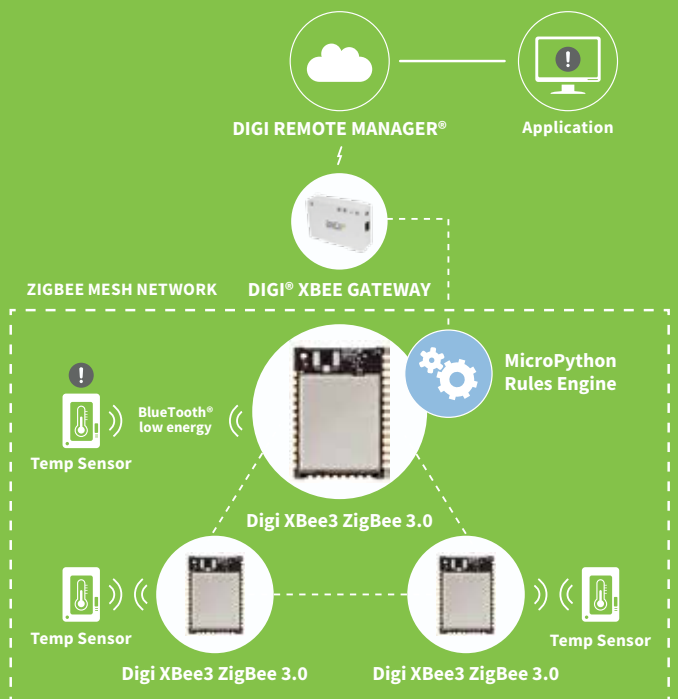 DIGI REMOTE MANAGER®
Application
DIGI
ZIGBEE MESH NETWORK
DIGI® XBEE GATEWAY
MicroPython
Rules Engine
BlueTooth®
low energy
Temp Sensor
Digi XBee3 ZigBee 3.0
Temp Sensor
Temp Sensor
Digi XBee3 ZigBee 3.0
Digi XBee3 ZigBee 3.0